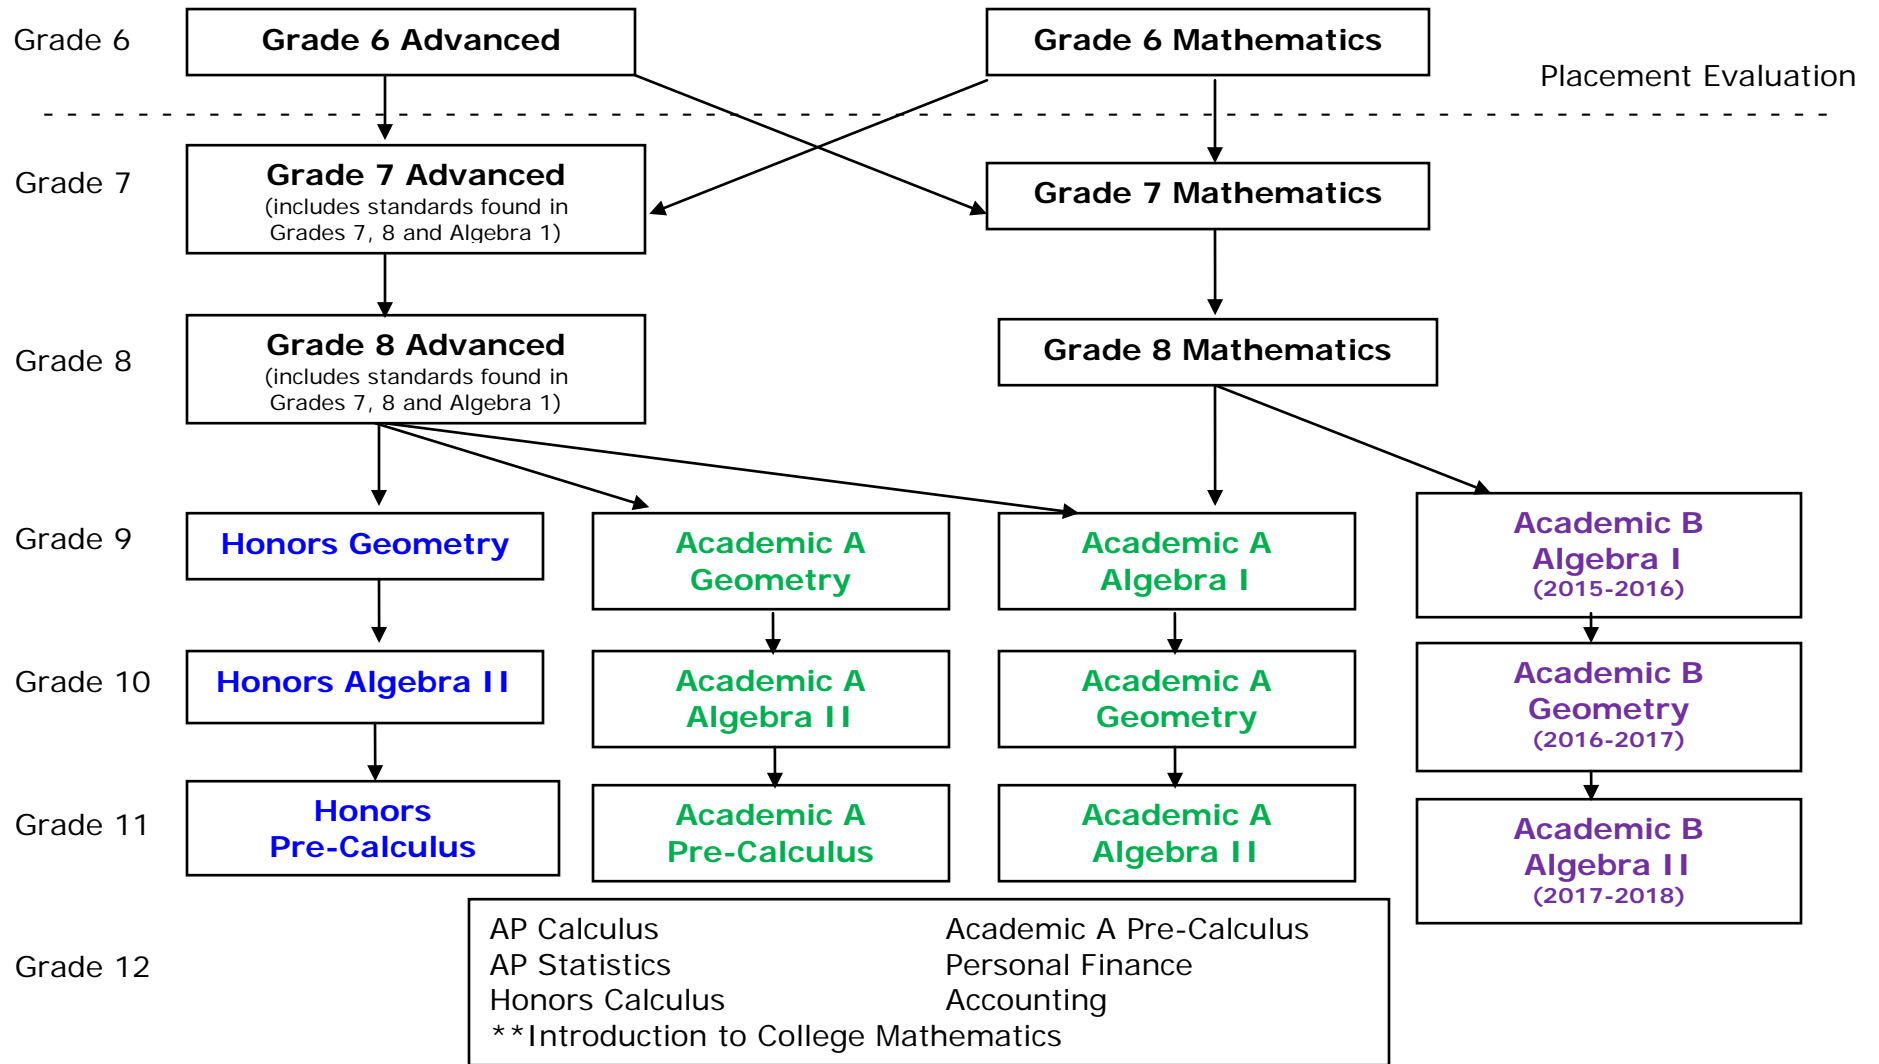 Grade 6
Grade 6 Advanced
Grade 6 Mathematics
Placement Evaluation
Grade 7
Grade 7 Advanced
(includes standards found in
Grades 7, 8 and Algebra 1)
Grade 7 Mathematics
Grade 8
Grade 8 Advanced
(includes standards found in
Grades 7, 8 and Algebra 1)
Grade 8 Mathematics
Grade 9
Honors Geometry
Academic A
Geometry
Academic A
Algebra I
Academic B
Algebra I
(2015-2016)
Grade 10
Honors Algebra II
Academic A
Algebra II
Academic A
Geometry
Academic B
Geometry
(2016-2017)
Grade 11
Honors
Pre-Calculus
Academic A
Pre-Calculus
Academic A
Algebra II
Academic B
Algebra II
(2017-2018)
Grade 12
AP Calculus
AP Statistics
Honors Calculus
**Introduction to College Mathematics
Academic A Pre-Calculus
Personal Finance
Accounting